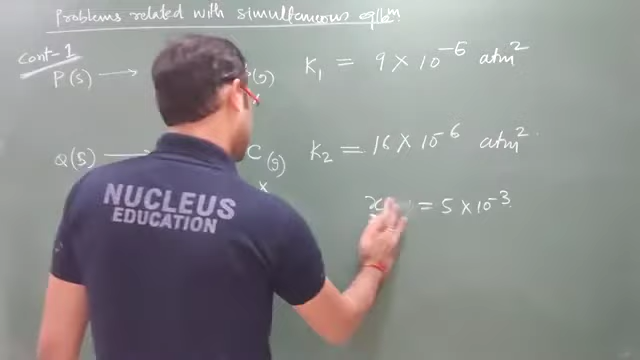 Problems related with simultaneous eqlbm
Cont-1
P(s) → (g) K1 = 9 × 10^-6 atm^2
Q(s) → C(g) K2 = 16 × 10^-6 atm^2
x
= 5 × 10^-3
NUCLEUS
EDUCATION